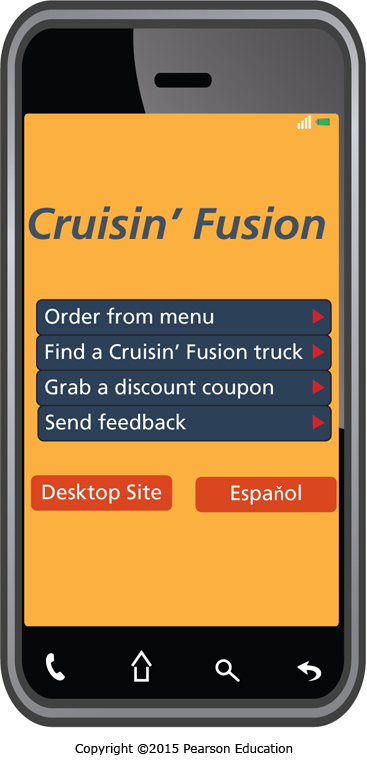 Cruisin’ Fusion
Order from menu
Find a Cruisin’ Fusion truck
Grab a discount coupon
Send feedback
Desktop Site
Espaňol
Copyright ©2015 Pearson Education